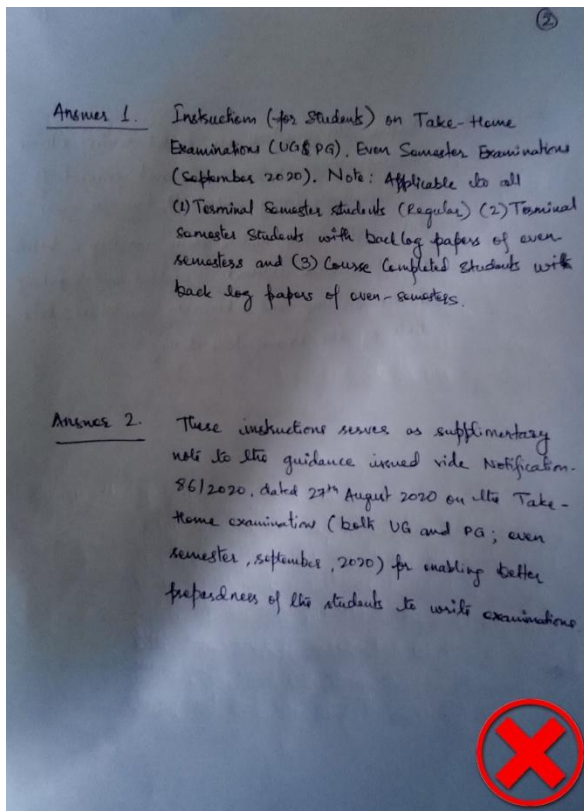 2
Answer 1. Instructions (for Students) on Take-Home
Examinations (UG & PG). Even Semester Examinations
(September 2020). Note: Applicable to all
(1) Terminal Semester students (Regular) (2) Terminal
Semester Students with backlog papers of even-
semesters and (3) Course Completed Students with
back log papers of even-semesters.
Answer 2. These instructions serves as supplimentary
note to the guidance issued vide Notification-
86/2020, dated 27th August 2020 on the Take-
Home examination (both UG and PG; even
semester, september, 2020) for enabling better
prepardness of the students to write examinations